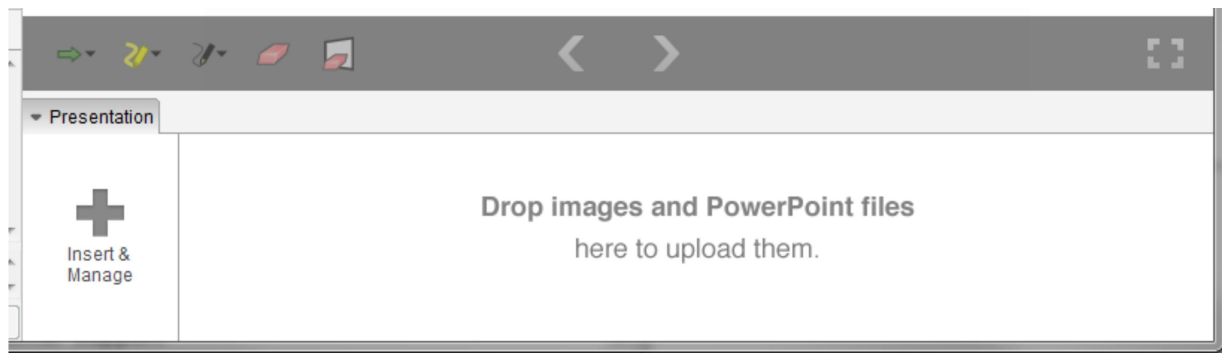 Presentation
Drop images and PowerPoint files
here to upload them.
Insert &
Manage